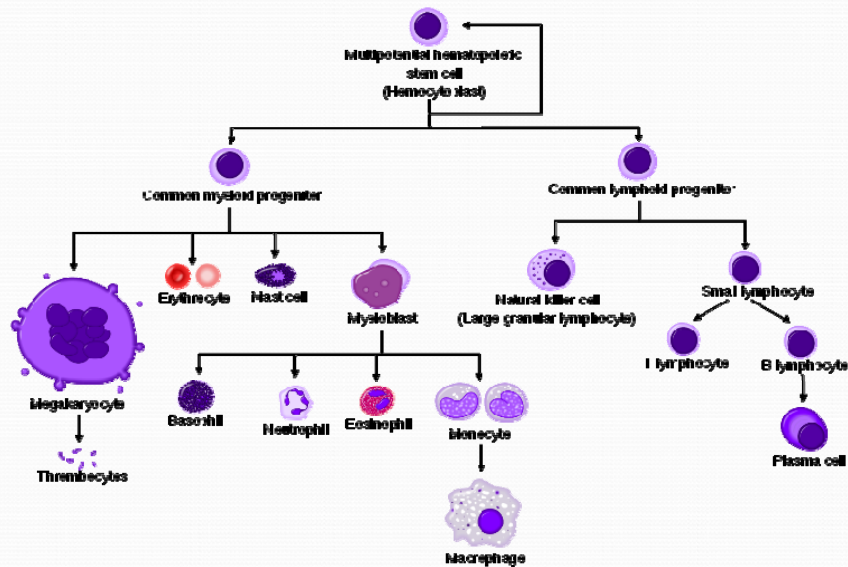 Multipotential hematopoietic
stem cell
(Hemocytoblast)
Common myeloid progenitor
Common lymphoid progenitor
Erythrocyte
Mast cell
Myeloblast
Natural killer cell
(Large granular lymphocyte)
Small lymphocyte
T lymphocyte
B lymphocyte
Megakaryocyte
Basophil
Neutrophil
Eosinophil
Monocyte
Plasma cell
Thrombocytes
Macrophage